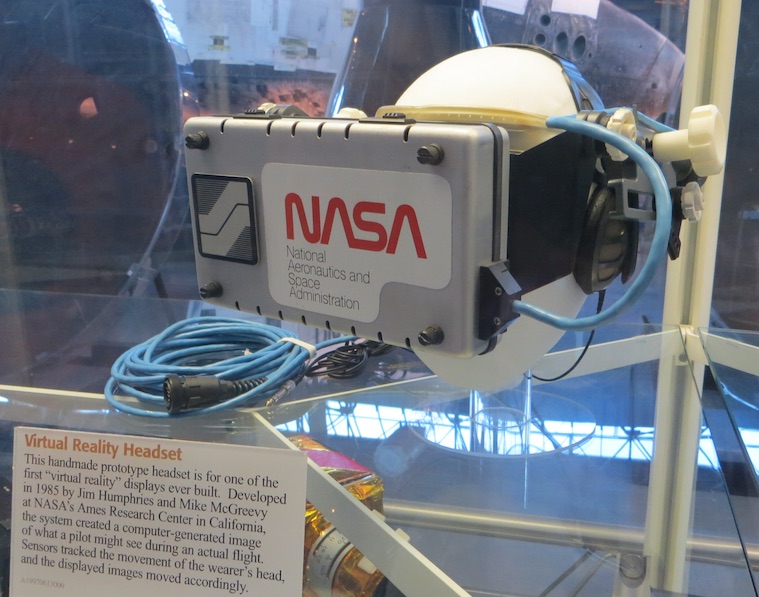 NASA
National
Aeronautics and
Space
Administration
Virtual Reality Headset
This handmade prototype headset is for one of the
first “virtual reality” displays ever built. Developed
in 1985 by Jim Humphries and Mike McGreevy
at NASA's Ames Research Center in California,
the system created a computer-generated image
of what a pilot might see during an actual flight.
Sensors tracked the movement of the wearer's head,
and the displayed images moved accordingly.